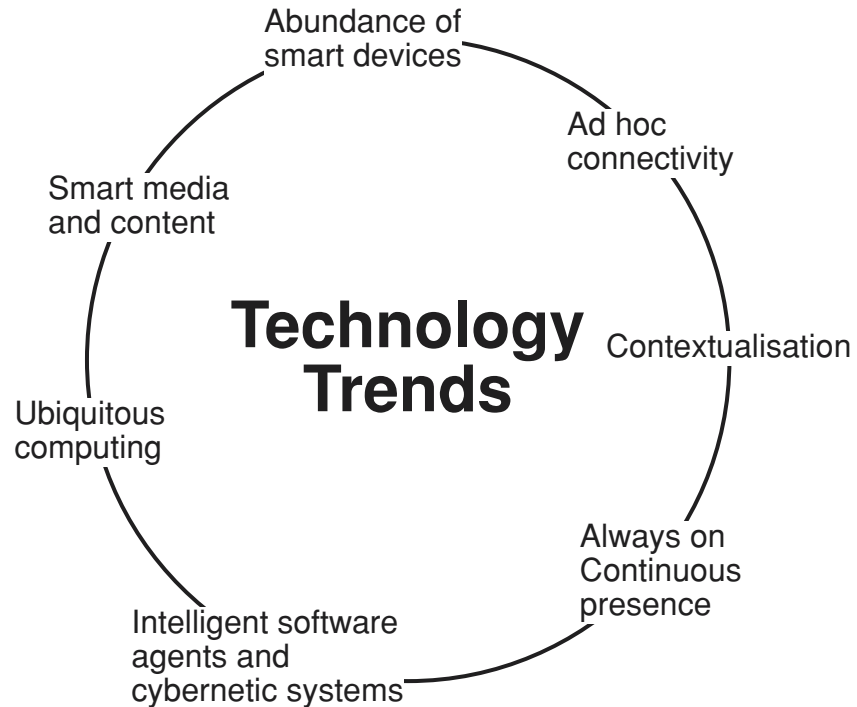 Abundance of
smart devices
Ad hoc
connectivity
Smart media
and content
Technology
Trends
Contextualisation
Ubiquitous
computing
Always on
Continuous
presence
Intelligent software
agents and
cybernetic systems